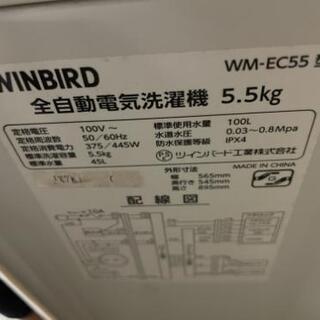 WINBIRD
WM-EC55 型
全自動電気洗濯機 5.5kg
定格電圧 100V～
定格周波数 50/60Hz
定格消費電力 375/445W
標準洗濯容量 5.5kg
標準水量 45L
標準使用水量 100L
水道水圧 0.03～0.8Mpa
防水保護等級 IPX4
ツインバード工業株式会社
MADE IN CHINA
外形寸法
幅 565mm
奥行き 545mm
高さ 895mm
配線図